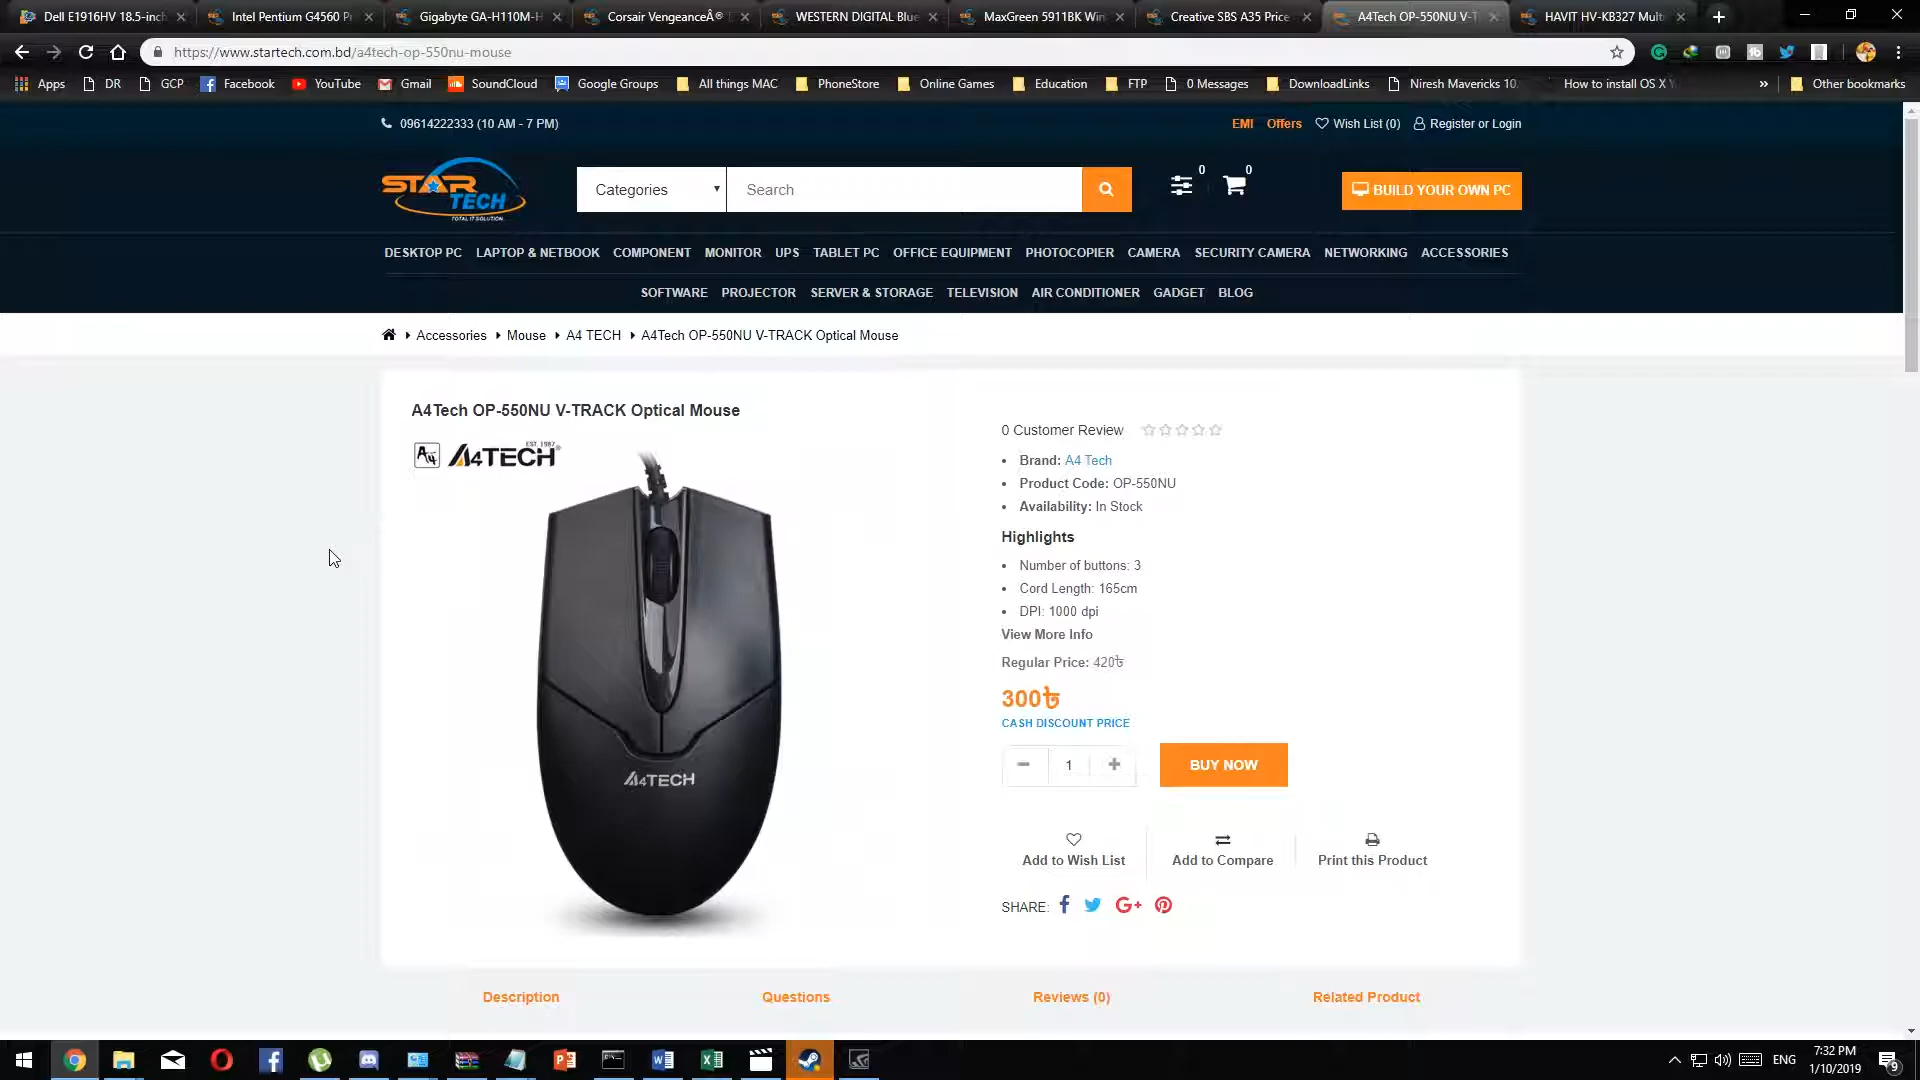 Dell E1916HV 18.5-inch
Intel Pentium G4560 P
Gigabyte GA-H110M-H
Corsair VengeanceÂ®
WESTERN DIGITAL Blue
MaxGreen 5911BK Win
Creative SBS A35 Price
A4Tech OP-550NU V-T
HAVIT HV-KB327 Mult
https://www.startech.com.bd/a4tech-op-550nu-mouse
Apps
DR
GCP
Facebook
YouTube
Gmail
SoundCloud
Google Groups
All things MAC
PhoneStore
Online Games
Education
FTP
0 Messages
DownloadLinks
Niresh Mavericks 10.
How to install OS X Y
»
Other bookmarks
09614222333 (10 AM - 7 PM)
EMI
Offers
Wish List (0)
Register or Login
STAR
TECH
TOTAL IT SOLUTION
Categories
Search
0
0
BUILD YOUR OWN PC
DESKTOP PC
LAPTOP & NETBOOK
COMPONENT
MONITOR
UPS
TABLET PC
OFFICE EQUIPMENT
PHOTOCOPIER
CAMERA
SECURITY CAMERA
NETWORKING
ACCESSORIES
SOFTWARE
PROJECTOR
SERVER & STORAGE
TELEVISION
AIR CONDITIONER
GADGET
BLOG
Accessories
Mouse
A4 TECH
A4Tech OP-550NU V-TRACK Optical Mouse
A4Tech OP-550NU V-TRACK Optical Mouse
EST. 1987
A4 A4TECH®
A4TECH
0 Customer Review
• Brand: A4 Tech
• Product Code: OP-550NU
• Availability: In Stock
Highlights
• Number of buttons: 3
• Cord Length: 165cm
• DPI: 1000 dpi
View More Info
Regular Price: 420৳
300৳
CASH DISCOUNT PRICE
1
BUY NOW
Add to Wish List
Add to Compare
Print this Product
SHARE:
Description
Questions
Reviews (0)
Related Product
ENG
7:32 PM
1/10/2019
9